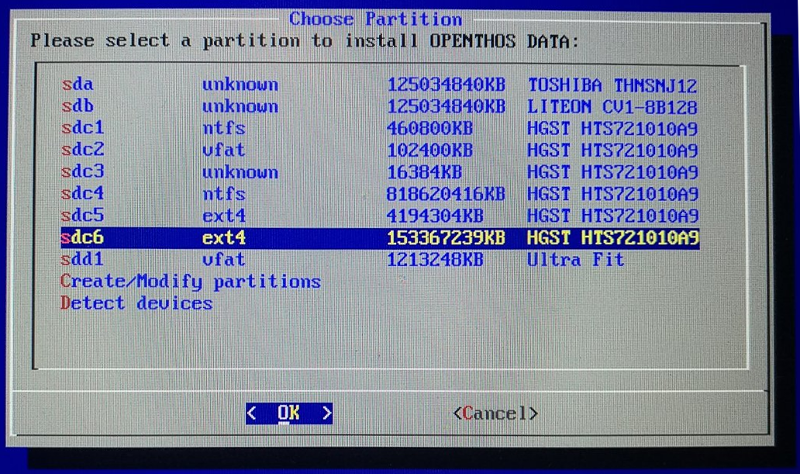 Choose Partition
Please select a partition to install OPENTHOS DATA:
sda unknown 125034840KB TOSHIBA THNSNJ12
sdb unknown 125034840KB LITEON CV1-8B128
sdc1 ntfs 460800KB HGST HTS721010A9
sdc2 vfat 102400KB HGST HTS721010A9
sdc3 unknown 16384KB HGST HTS721010A9
sdc4 ntfs 818620416KB HGST HTS721010A9
sdc5 ext4 4194304KB HGST HTS721010A9
sdc6 ext4 153367239KB HGST HTS721010A9
sdd1 vfat 1213248KB Ultra Fit
Create/Modify partitions
Detect devices
< OK > <Cancel>